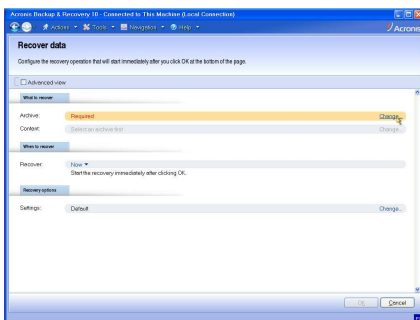 Acronis Backup & Recovery 10 - Connected to This Machine (Local Connection)
Actions Tools Navigation Help
Acronis
Recover data
Configure the recovery operation that will start immediately after you click OK at the bottom of the page.
Advanced view
What to recover
Archive: Required Change...
Content: Select an archive first Change...
When to recover
Recover: Now
Start the recovery immediately after clicking OK.
Recovery options
Settings: Default Change...
OK Cancel